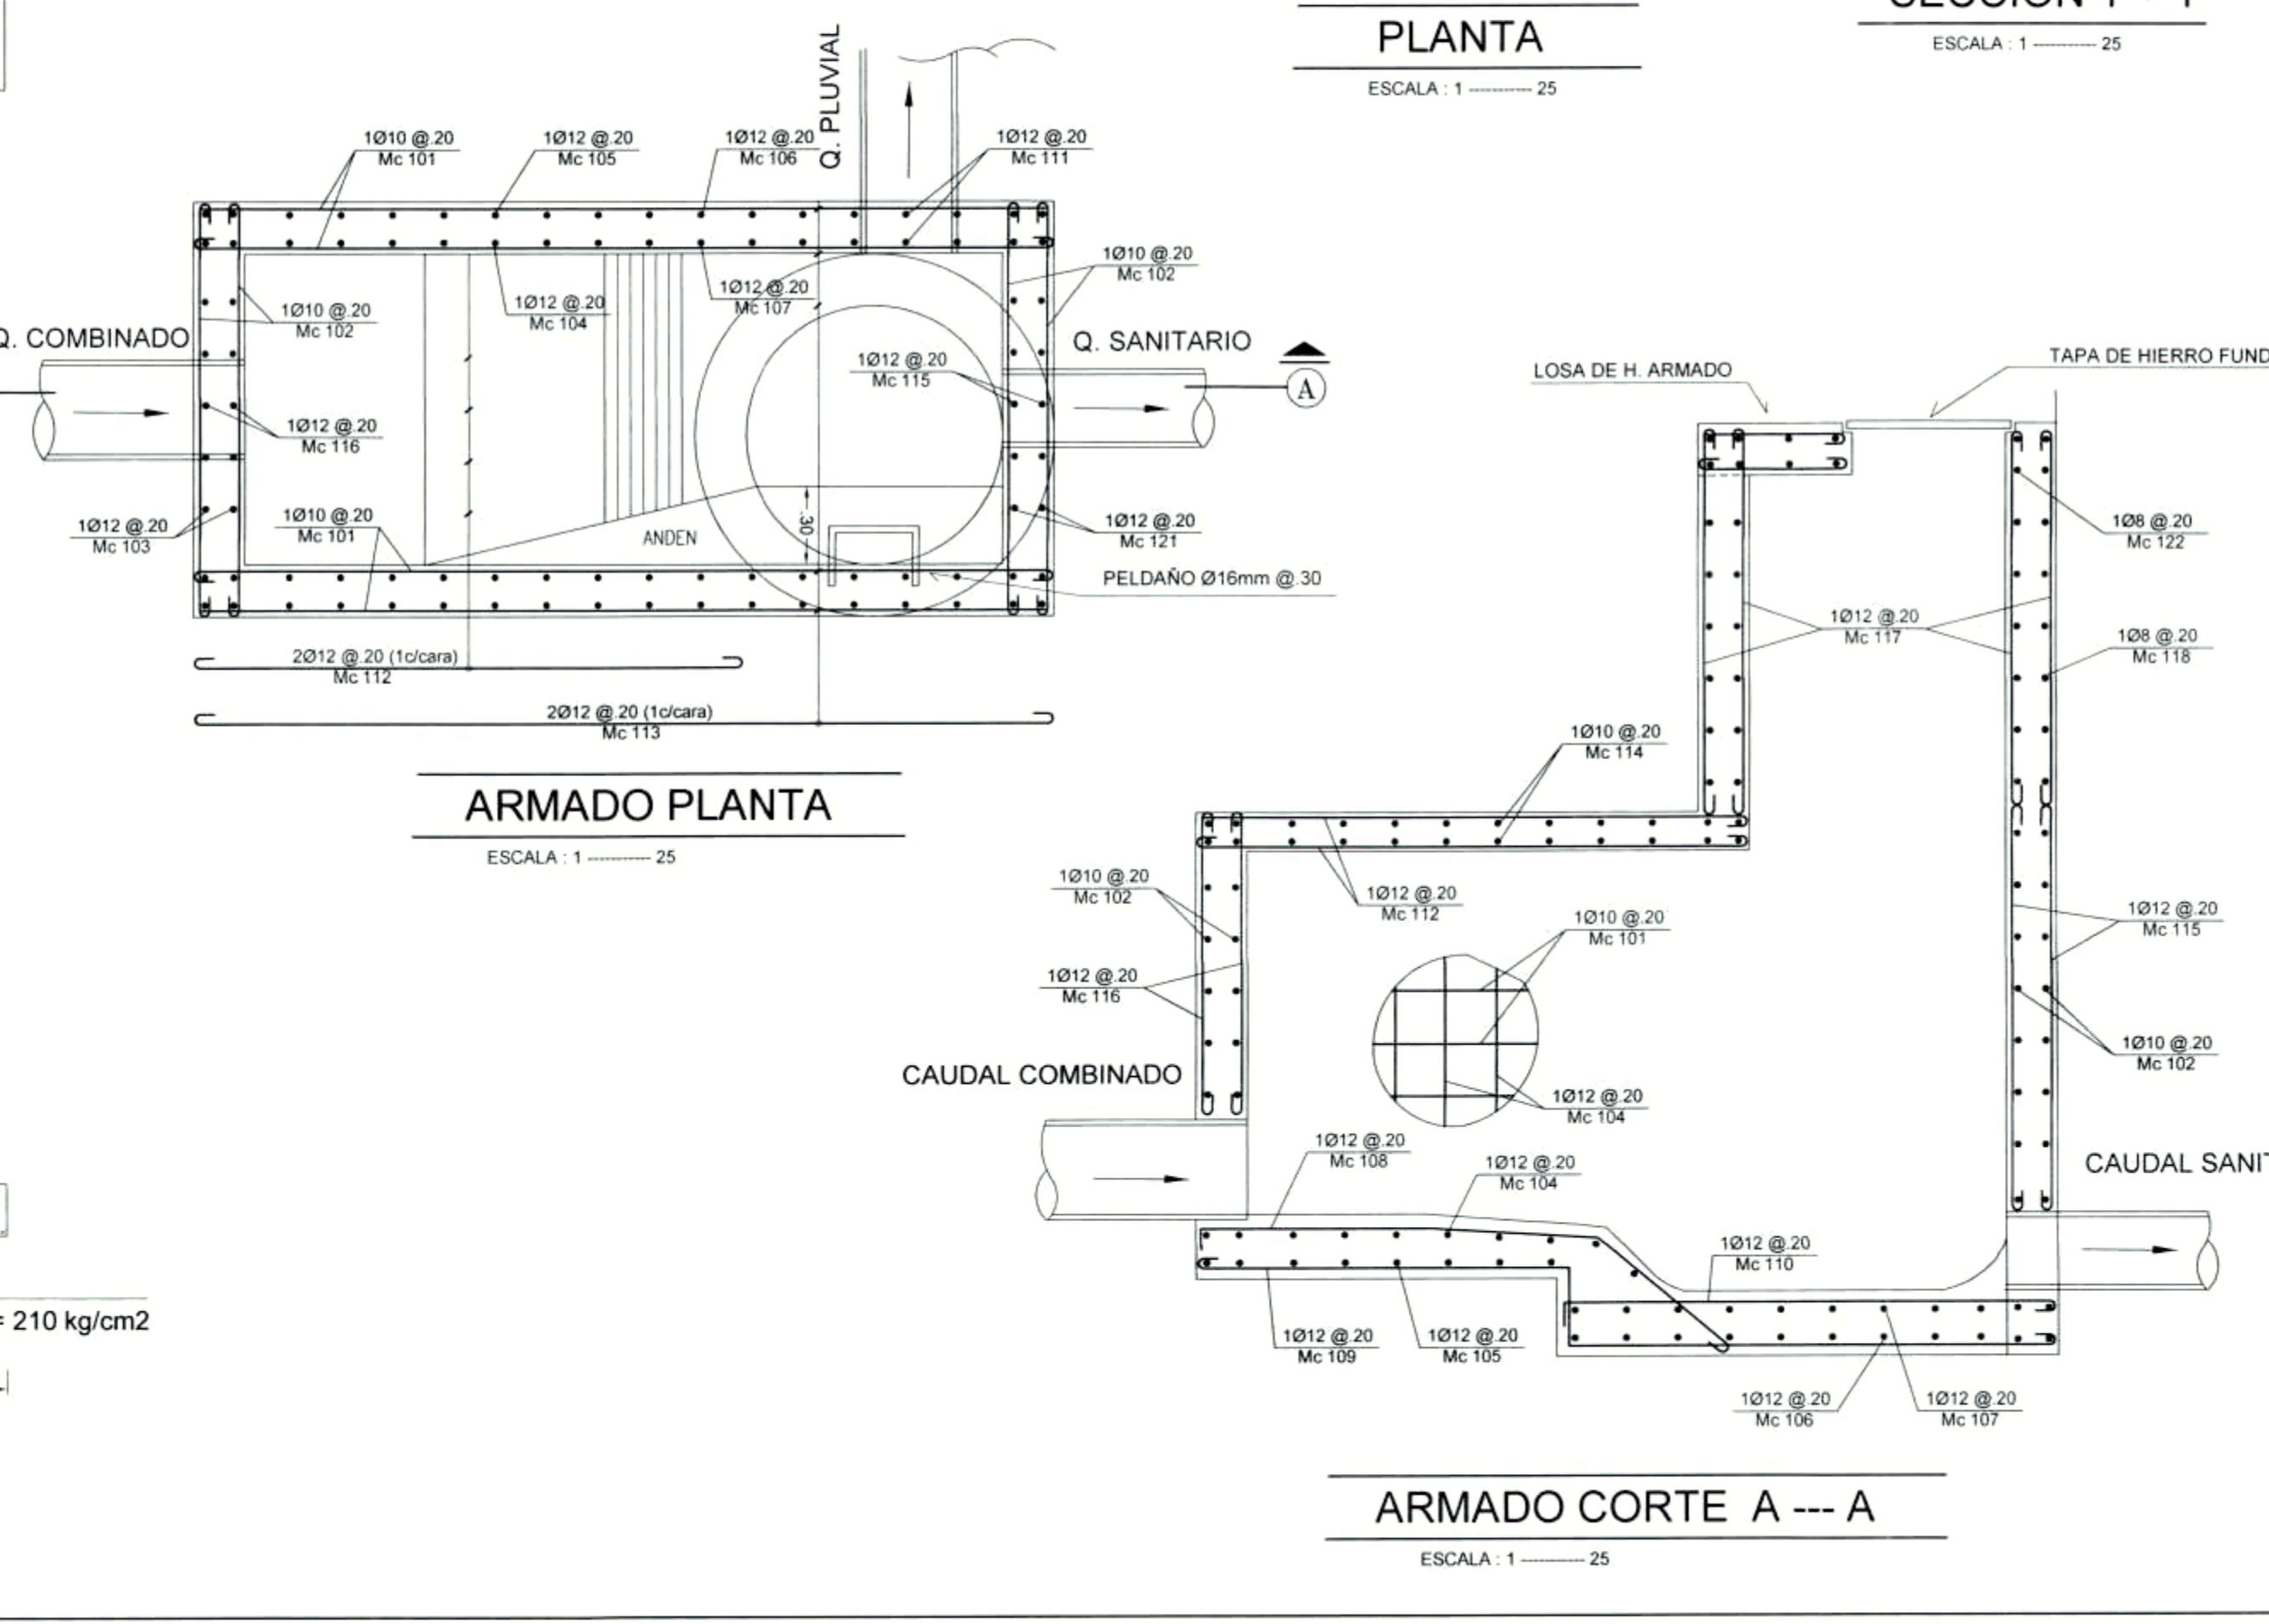 PLANTA
ESCALA : 1 ----------- 25
ESCALA : 1 ----------- 25
Q. PLUVIAL
1Ø10 @.20
Mc 101
1Ø12 @.20
Mc 105
1Ø12 @.20
Mc 106
1Ø12 @.20
Mc 111
1Ø10 @.20
Mc 102
1Ø10 @.20
Mc 102
1Ø12 @.20
Mc 104
1Ø12 @.20
Mc 107
Q. COMBINADO
Q. SANITARIO
A
1Ø12 @.20
Mc 115
1Ø12 @.20
Mc 116
1Ø12 @.20
Mc 103
1Ø10 @.20
Mc 101
ANDEN
.30
1Ø12 @.20
Mc 121
PELDAÑO Ø16mm @.30
2Ø12 @.20 (1c/cara)
Mc 112
2Ø12 @.20 (1c/cara)
Mc 113
ARMADO PLANTA
ESCALA : 1 ----------- 25
LOSA DE H. ARMADO
TAPA DE HIERRO FUND
1Ø8 @.20
Mc 122
1Ø12 @.20
Mc 117
1Ø8 @.20
Mc 118
1Ø10 @.20
Mc 114
1Ø10 @.20
Mc 102
1Ø12 @.20
Mc 112
1Ø10 @.20
Mc 101
1Ø12 @.20
Mc 115
1Ø12 @.20
Mc 116
1Ø10 @.20
Mc 102
CAUDAL COMBINADO
1Ø12 @.20
Mc 104
1Ø12 @.20
Mc 108
1Ø12 @.20
Mc 104
CAUDAL SANIT
1Ø12 @.20
Mc 110
= 210 kg/cm2
1Ø12 @.20
Mc 109
1Ø12 @.20
Mc 105
1Ø12 @.20
Mc 106
1Ø12 @.20
Mc 107
ARMADO CORTE A --- A
ESCALA : 1 ----------- 25